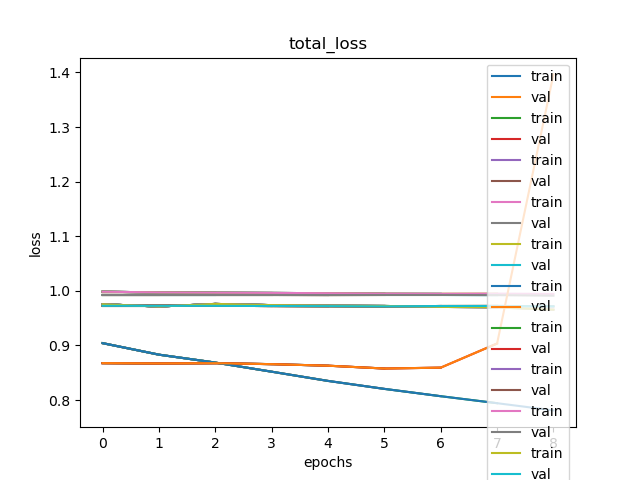 total_loss
loss
1.4
1.3
1.2
1.1
1.0
0.9
0.8
0
1
2
3
4
5
6
7
8
epochs
train
val
train
val
train
val
train
val
train
val
train
val
train
val
train
val
train
val
train
val